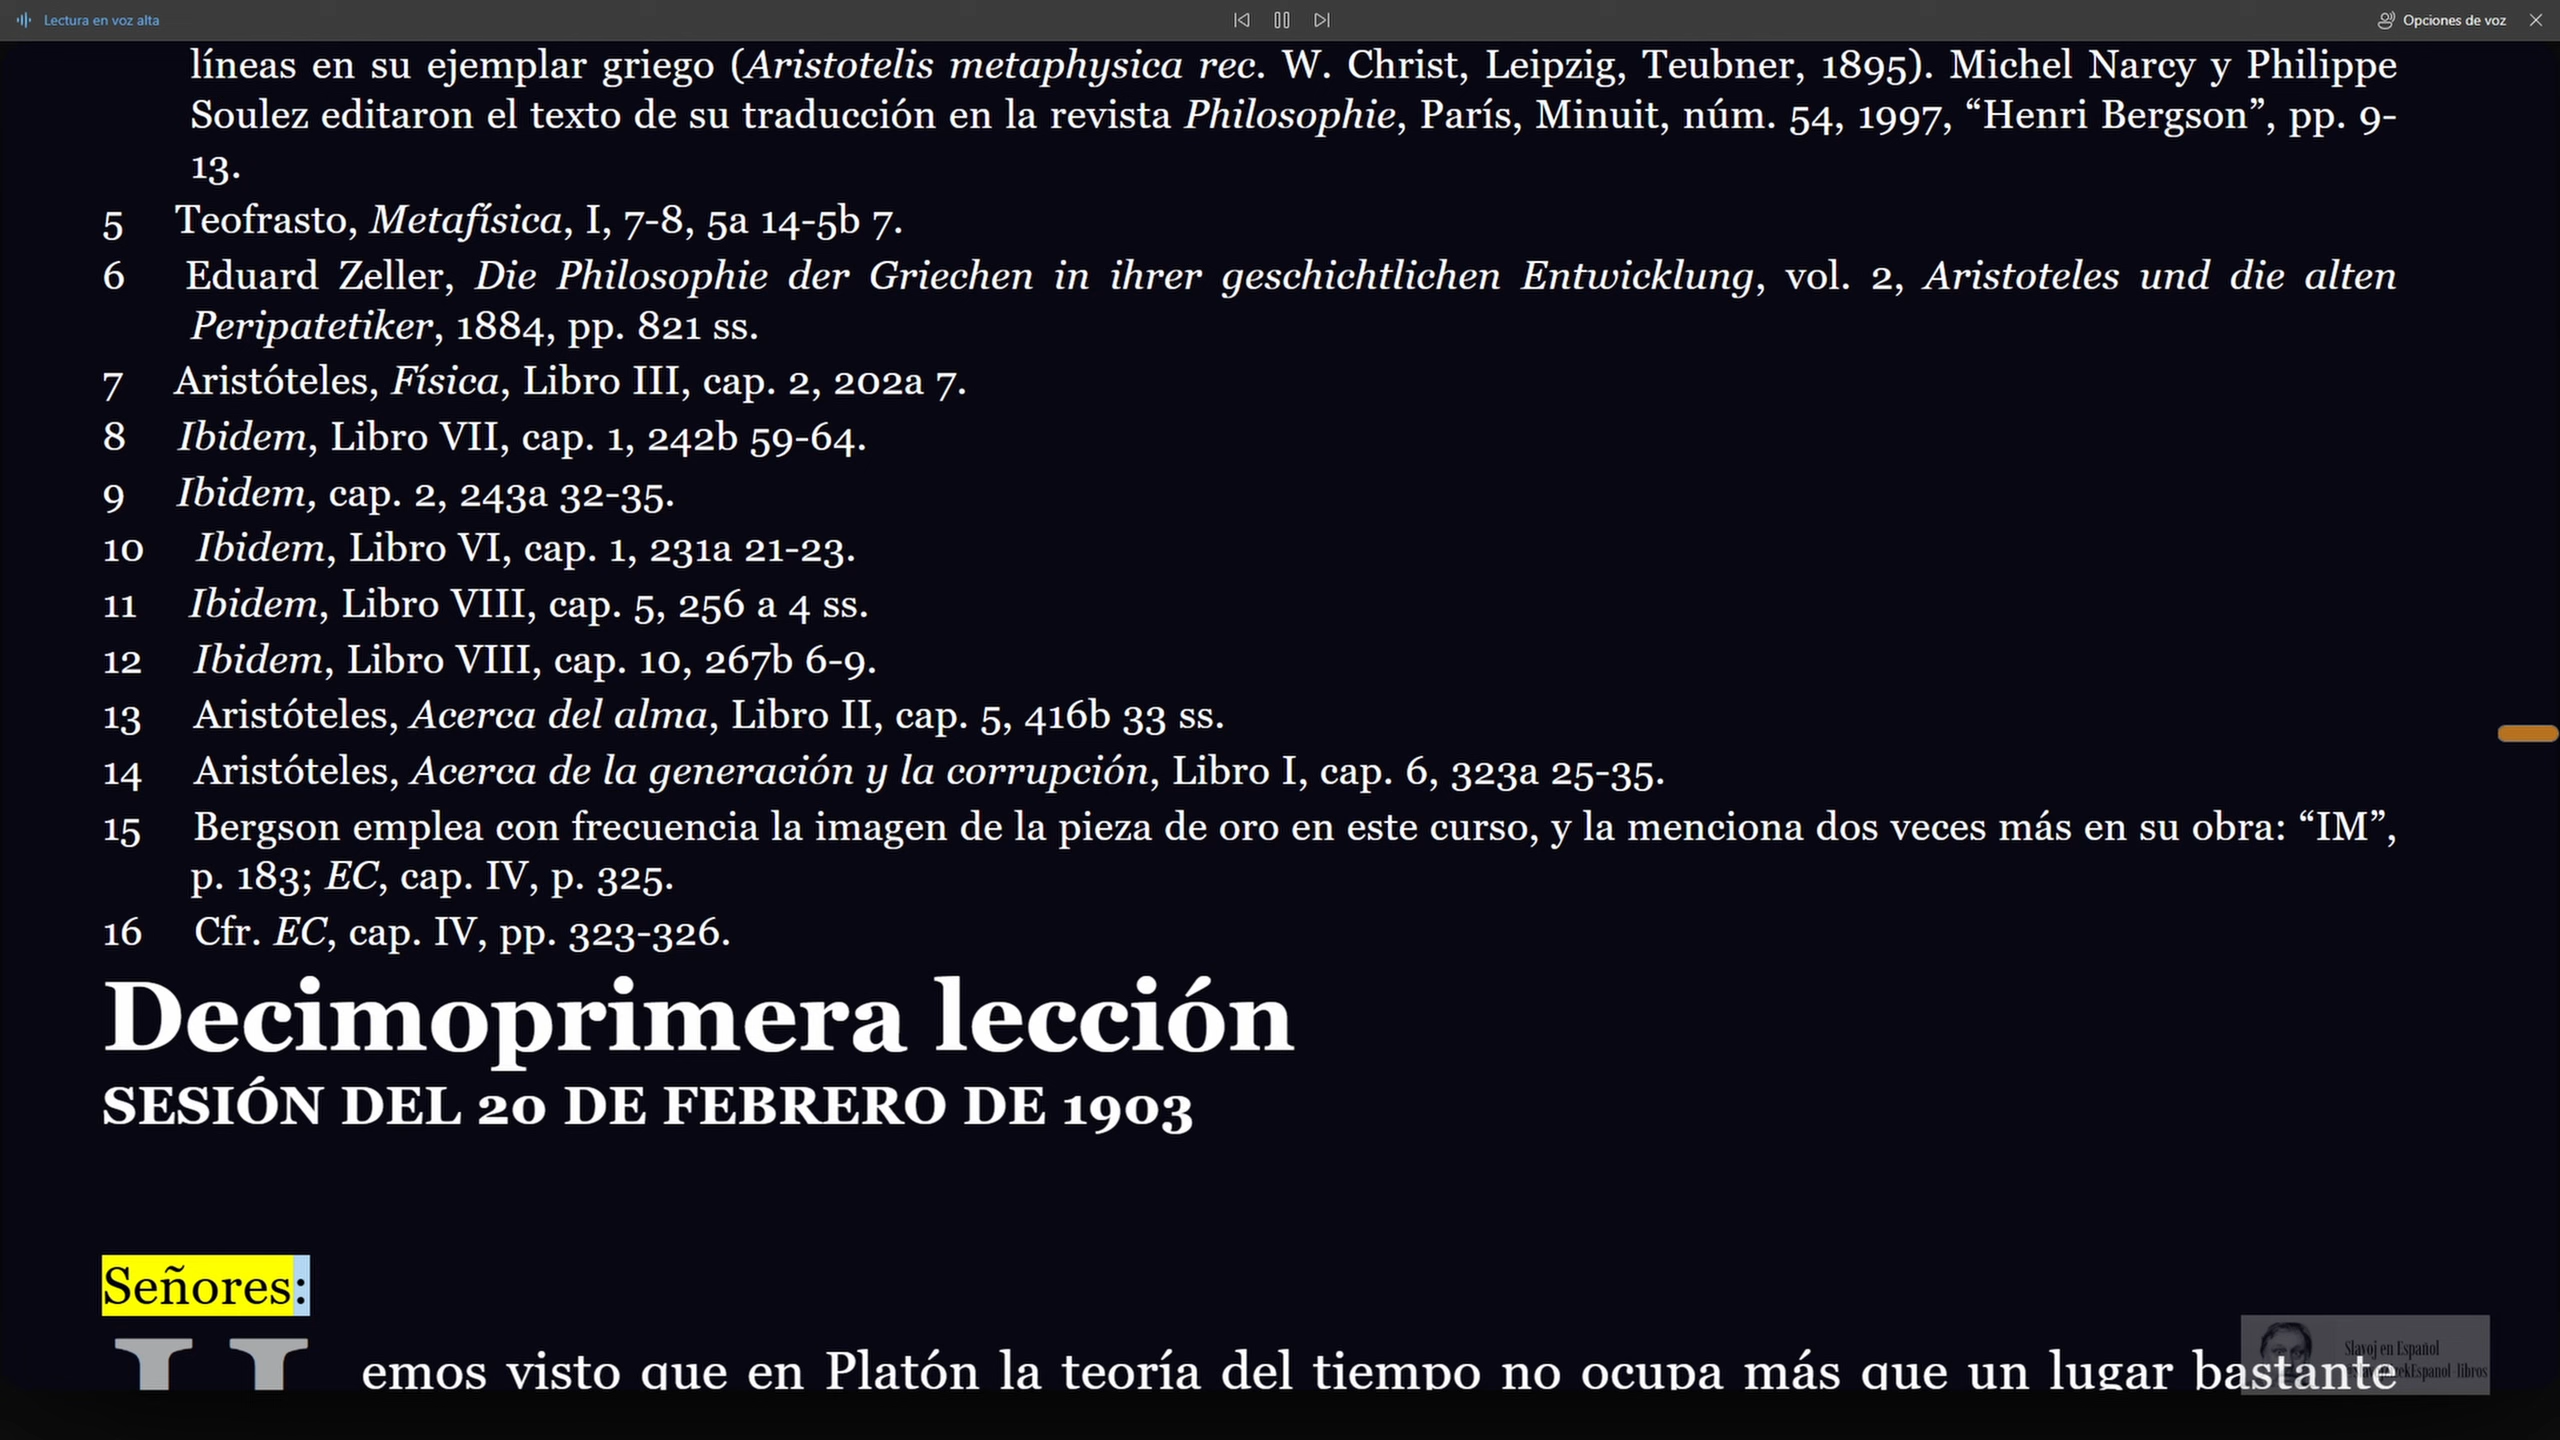 Lectura en voz alta
Opciones de voz
líneas en su ejemplar griego (Aristotelis metaphysica rec. W. Christ, Leipzig, Teubner, 1895). Michel Narcy y Philippe
Soulez editaron el texto de su traducción en la revista Philosophie, París, Minuit, núm. 54, 1997, “Henri Bergson”, pp. 9-
13.
5 Teofrasto, Metafísica, I, 7-8, 5a 14-5b 7.
6 Eduard Zeller, Die Philosophie der Griechen in ihrer geschichtlichen Entwicklung, vol. 2, Aristoteles und die alten
Peripatetiker, 1884, pp. 821 ss.
7 Aristóteles, Física, Libro III, cap. 2, 202a 7.
8 Ibidem, Libro VII, cap. 1, 242b 59-64.
9 Ibidem, cap. 2, 243a 32-35.
10 Ibidem, Libro VI, cap. 1, 231a 21-23.
11 Ibidem, Libro VIII, cap. 5, 256 a 4 ss.
12 Ibidem, Libro VIII, cap. 10, 267b 6-9.
13 Aristóteles, Acerca del alma, Libro II, cap. 5, 416b 33 ss.
14 Aristóteles, Acerca de la generación y la corrupción, Libro I, cap. 6, 323a 25-35.
15 Bergson emplea con frecuencia la imagen de la pieza de oro en este curso, y la menciona dos veces más en su obra: “IM”,
p. 183; EC, cap. IV, p. 325.
16 Cfr. EC, cap. IV, pp. 323-326.
Decimoprimera lección
SESIÓN DEL 20 DE FEBRERO DE 1903
Señores:
Hemos visto que en Platón la teoría del tiempo no ocupa más que un lugar bastante
Slavoj en Español